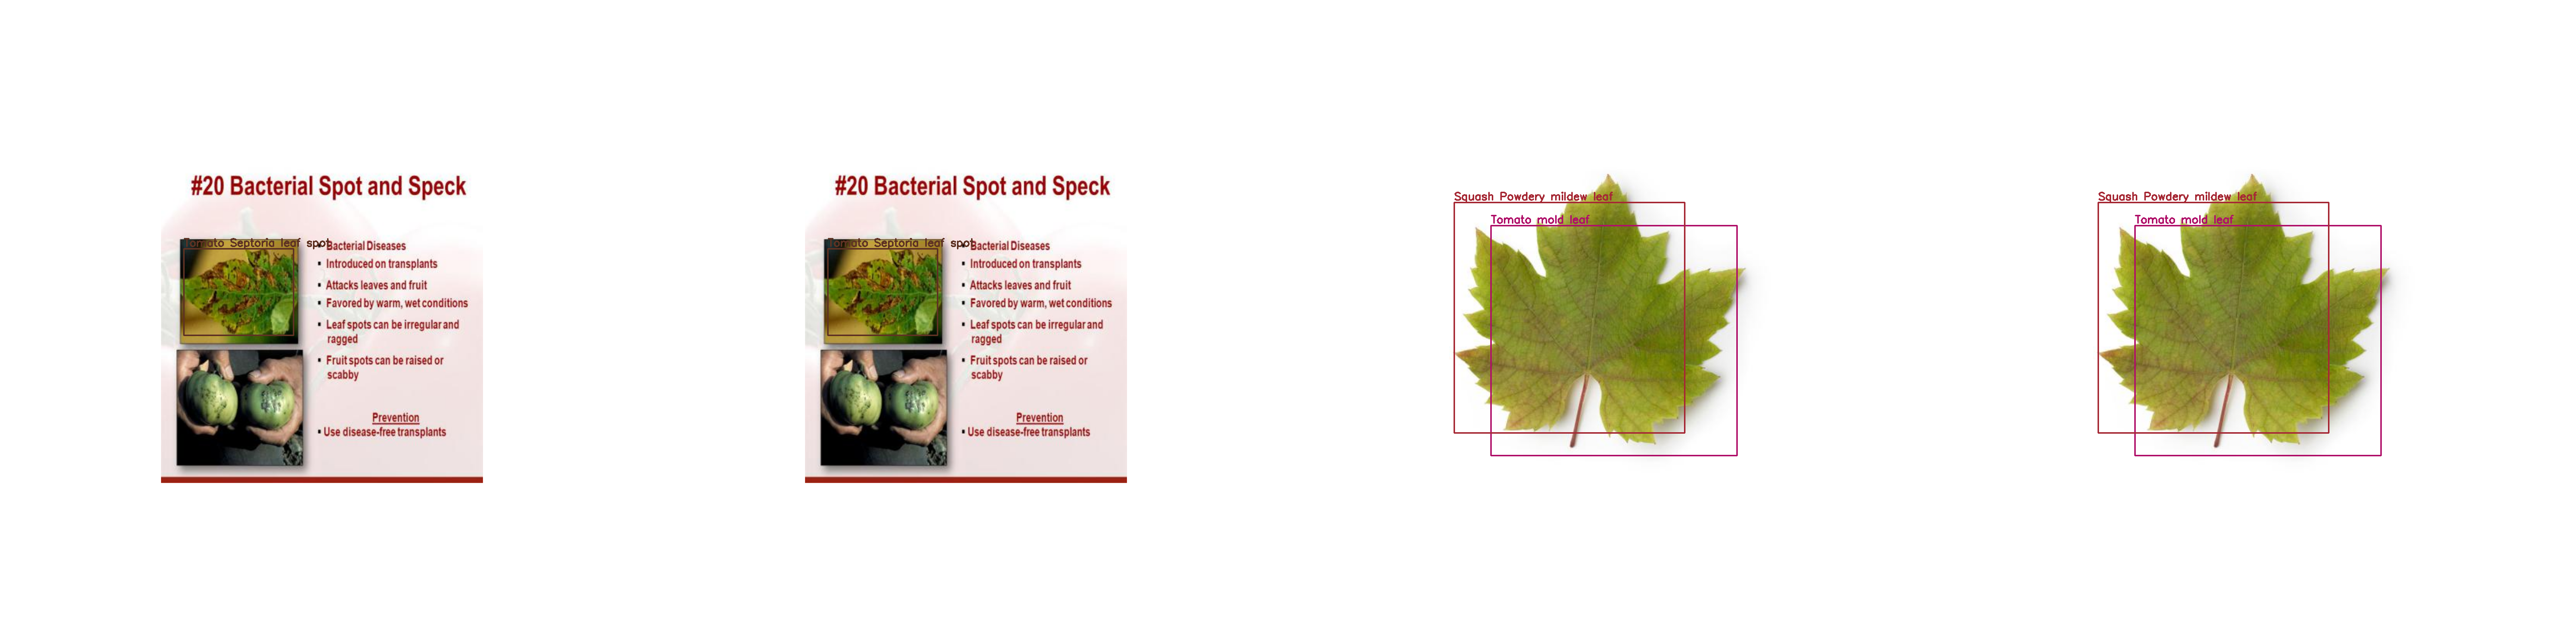 #20 Bacterial Spot and Speck
Tomato Septoria leaf spot
Bacterial Diseases
▪ Introduced on transplants
▪ Attacks leaves and fruit
▪ Favored by warm, wet conditions
▪ Leaf spots can be irregular and
ragged
▪ Fruit spots can be raised or
scabby
Prevention
▪ Use disease-free transplants
#20 Bacterial Spot and Speck
Tomato Septoria leaf spot
Bacterial Diseases
▪ Introduced on transplants
▪ Attacks leaves and fruit
▪ Favored by warm, wet conditions
▪ Leaf spots can be irregular and
ragged
▪ Fruit spots can be raised or
scabby
Prevention
▪ Use disease-free transplants
Squash Powdery mildew leaf
Tomato mold leaf
Squash Powdery mildew leaf
Tomato mold leaf